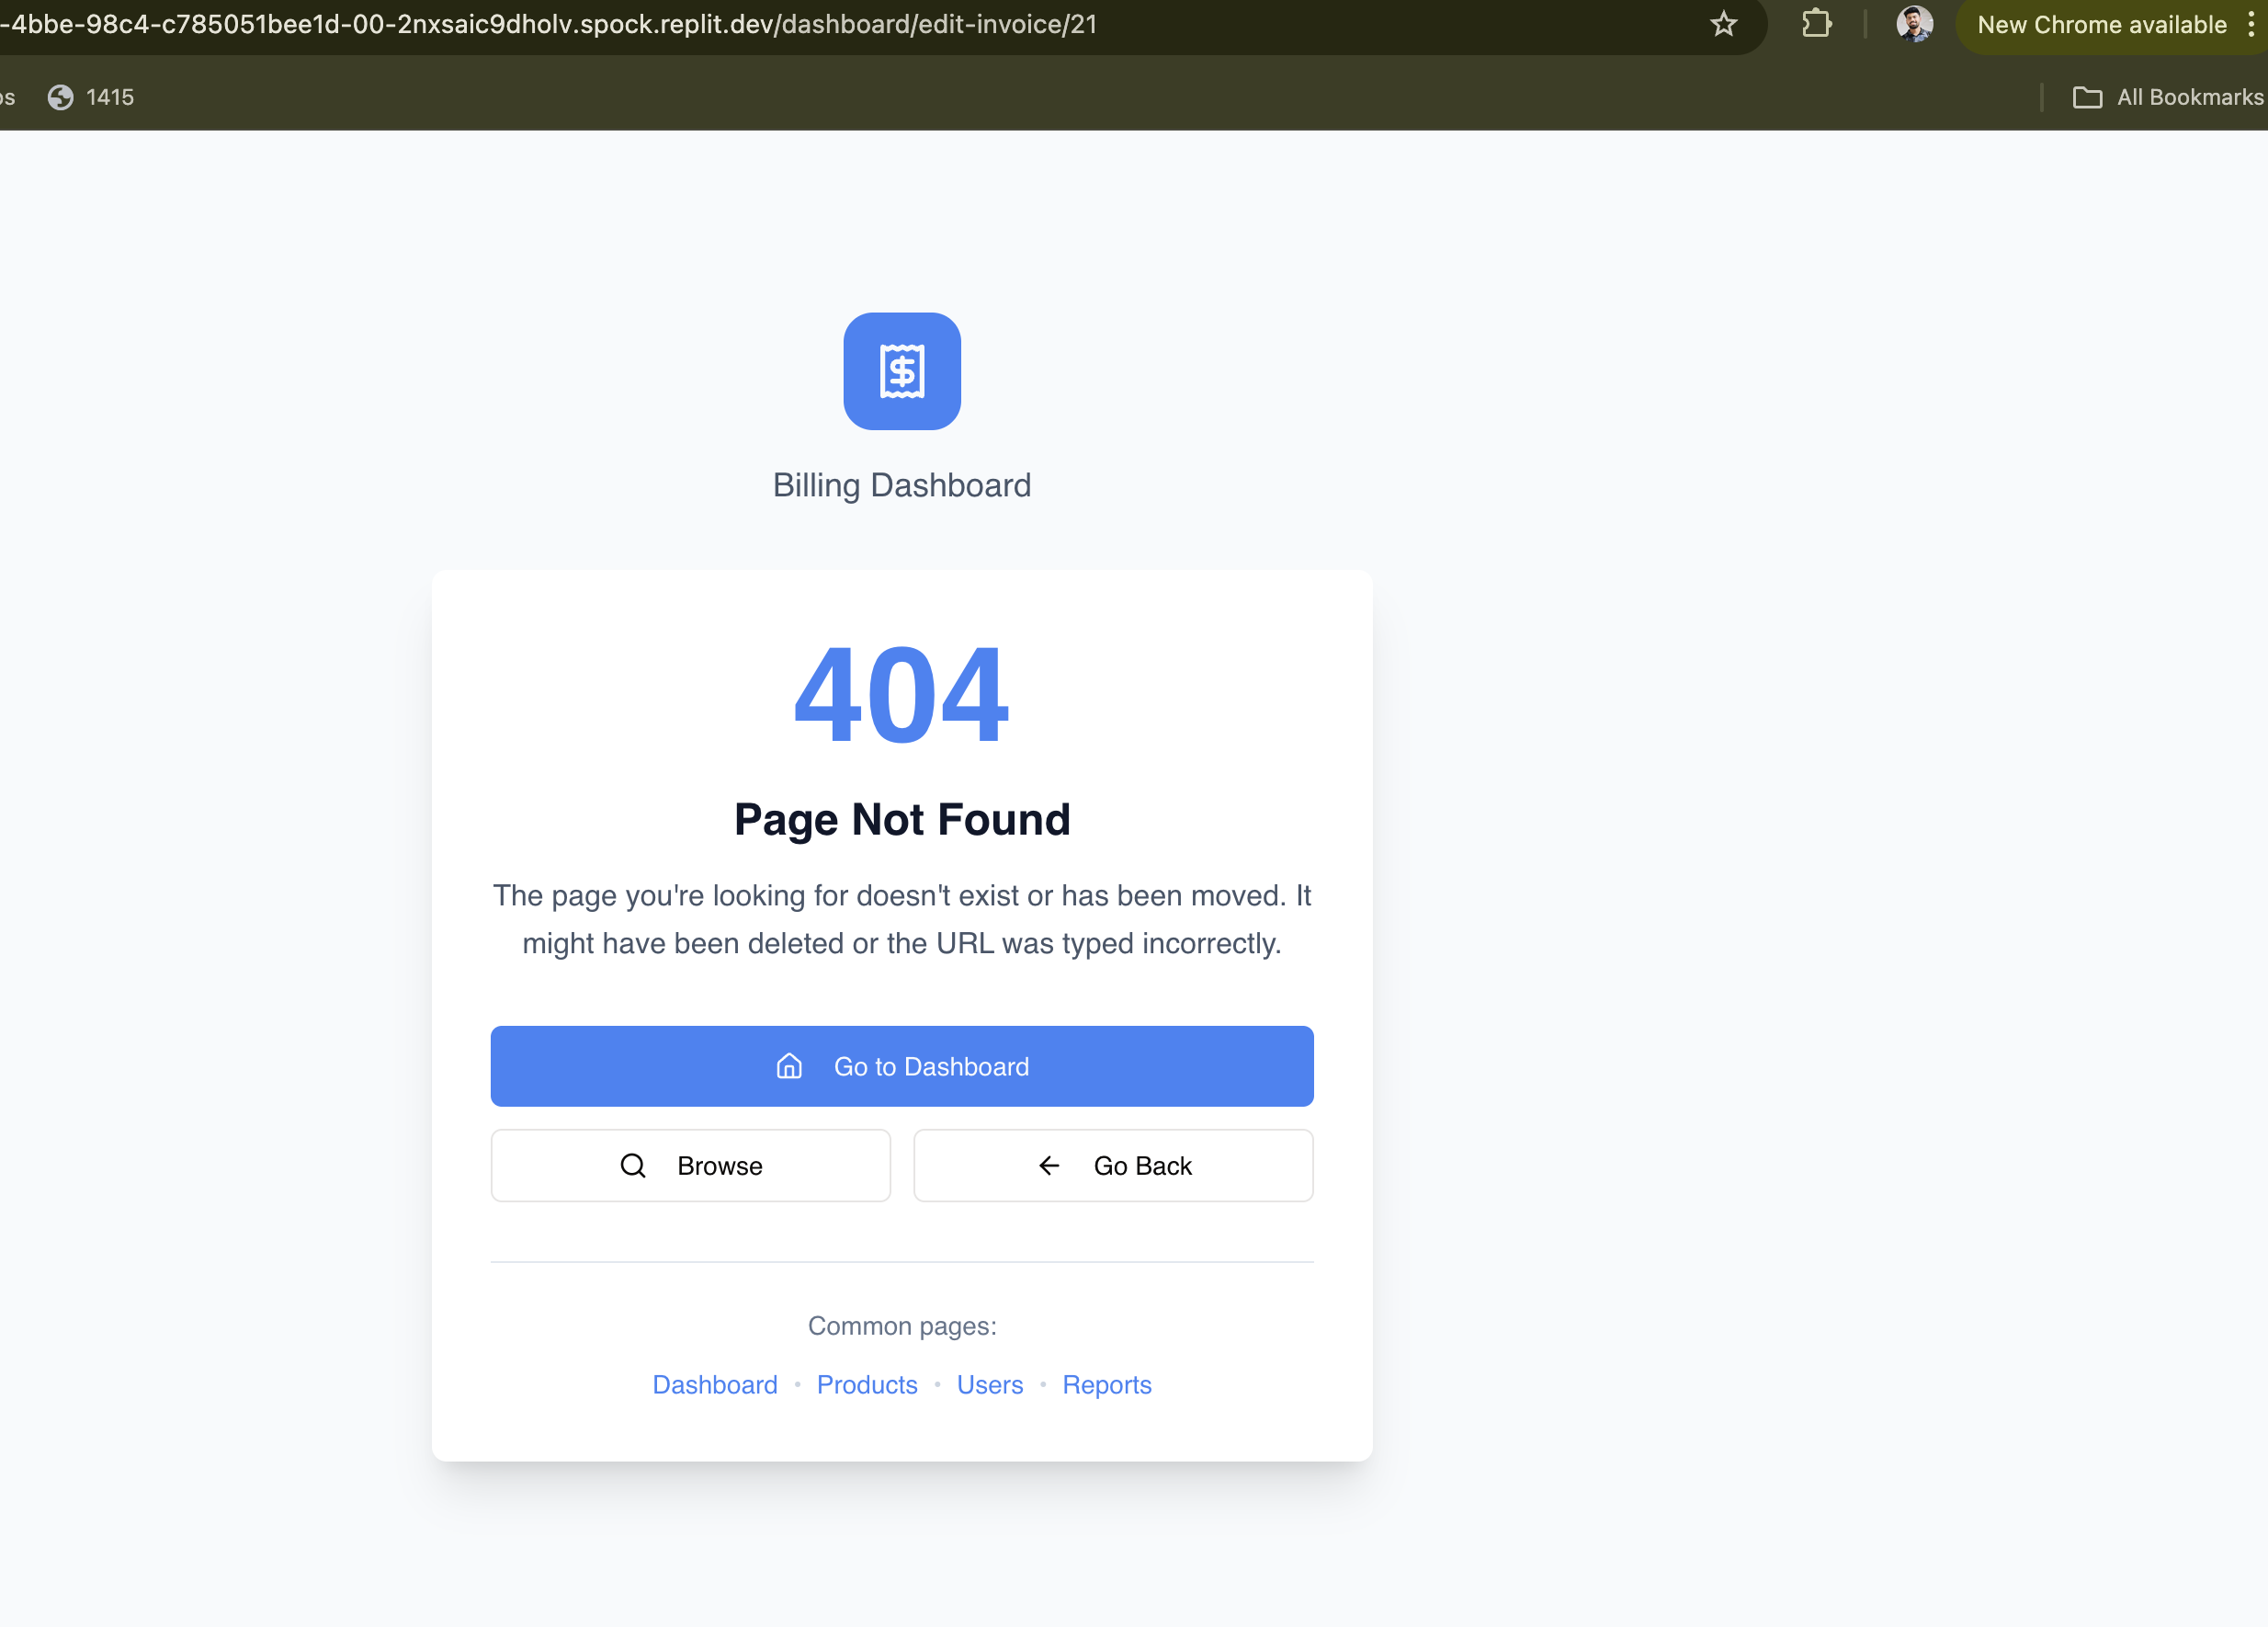 -4bbe-98c4-c785051bee1d-00-2nxsaic9dholv.spock.replit.dev/dashboard/edit-invoice/21
New Chrome available
1415
All Bookmarks
Billing Dashboard
404
Page Not Found
The page you're looking for doesn't exist or has been moved. It
might have been deleted or the URL was typed incorrectly.
Go to Dashboard
Browse
Go Back
Common pages:
Dashboard • Products • Users • Reports